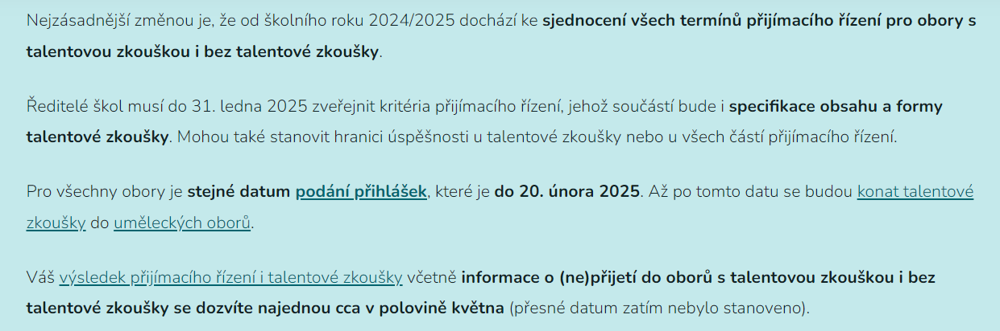 Nejzásadnější změnou je, že od školního roku 2024/2025 dochází ke sjednocení všech termínů přijímacího řízení pro obory s
talentovou zkouškou i bez talentové zkoušky.
Ředitelé škol musí do 31. ledna 2025 zveřejnit kritéria přijímacího řízení, jehož součástí bude i specifikace obsahu a formy
talentové zkoušky. Mohou také stanovit hranici úspěšnosti u talentové zkoušky nebo u všech částí přijímacího řízení.
Pro všechny obory je stejné datum podání přihlášek, které je do 20. února 2025. Až po tomto datu se budou konat talentové
zkoušky do uměleckých oborů.
Váš výsledek přijímacího řízení i talentové zkoušky včetně informace o (ne)přijetí do oborů s talentovou zkouškou i bez
talentové zkoušky se dozvíte najednou cca v polovině května (přesné datum zatím nebylo stanoveno).